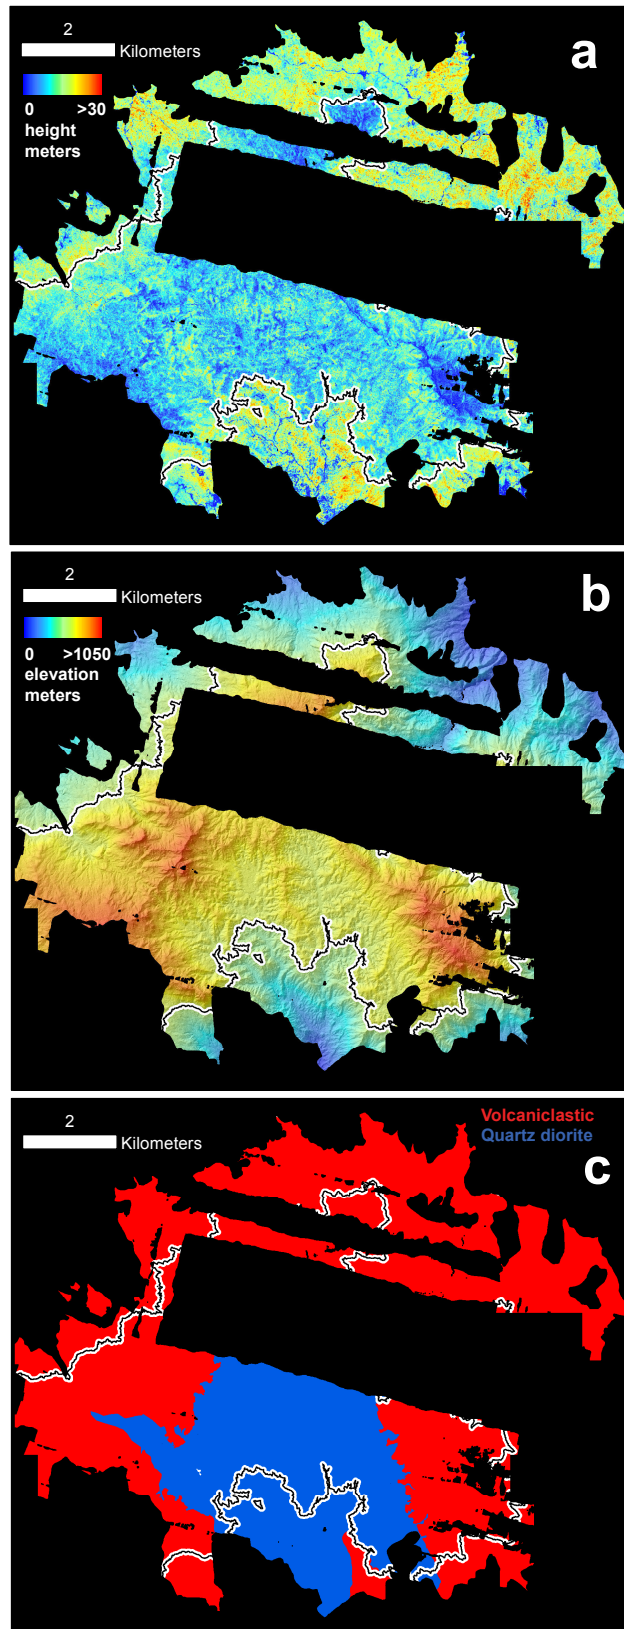 2
Kilometers
a
0 >30
height
meters
2
Kilometers
b
0 >1050
elevation
meters
2
Kilometers
Volcaniclastic
Quartz diorite
c